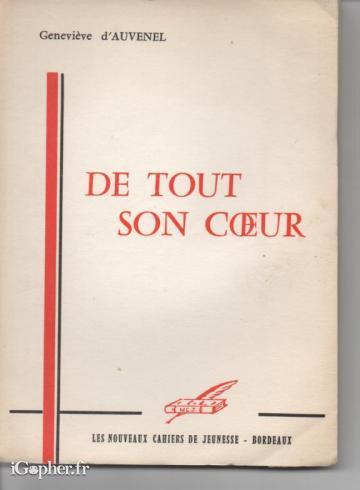 Geneviève d'AUVENEL
DE TOUT
SON CŒUR
LES NOUVEAUX CAHIERS DE JEUNESSE - BORDEAUX
iGopher.fr